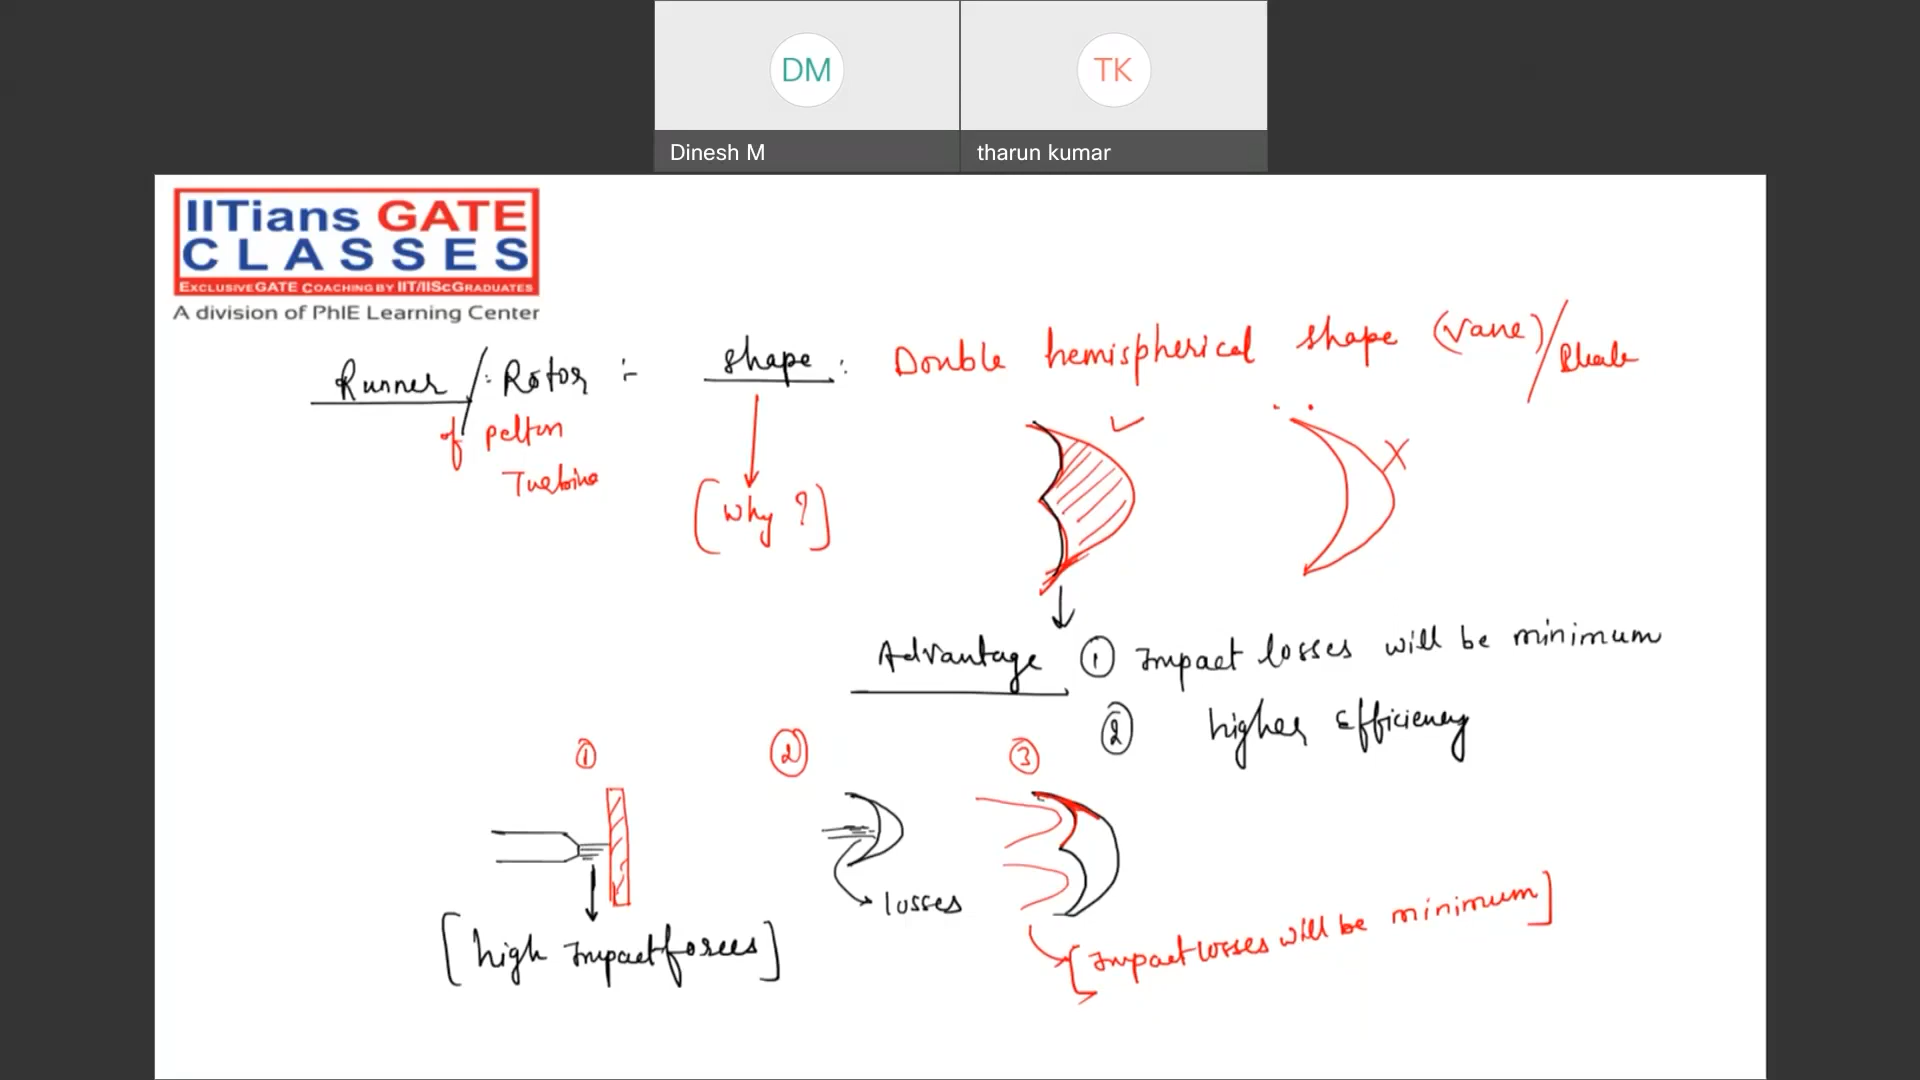 DM
TK
Dinesh M
tharun kumar
IITians GATE
CLASSES
EXCLUSIVE GATE COACHING BY IIT/IISc GRADUATES
A division of PhIE Learning Center
Runner / Rotor :- shape : Double hemispherical shape (vane) /
of pelton
Turbine
[Why ?]
Advantage ① Impact losses will be minimum
② higher Efficiency
① ② ③
losses
[high Impact forces]
[Impact losses will be minimum]